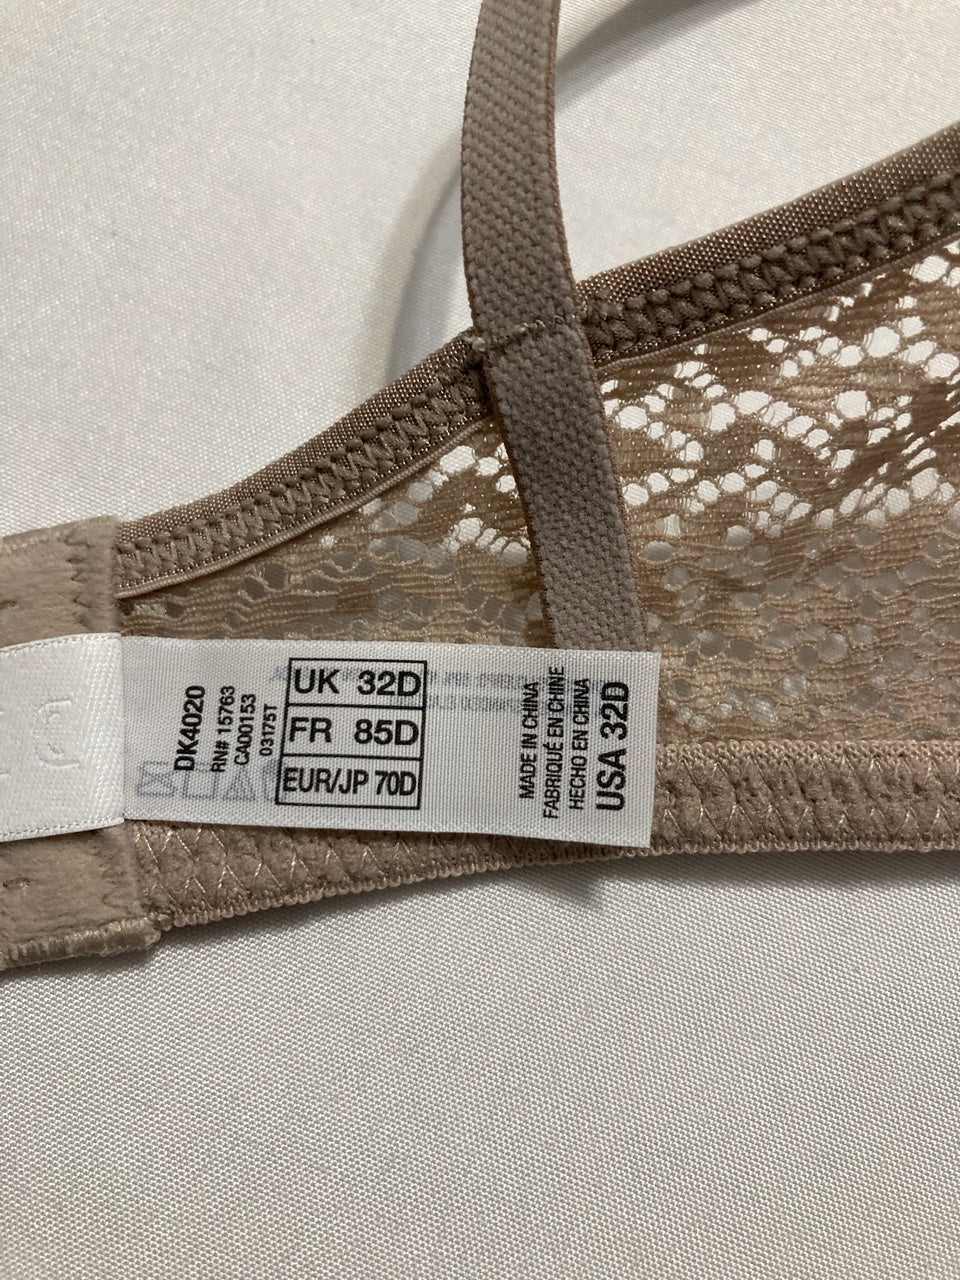 DK4020
RN# 15763
CA00153
03175T
UK 32D
FR 85D
EUR/JP 70D
MADE IN CHINA
FABRIQUÉ EN CHINE
HECHO EN CHINA
USA 32D